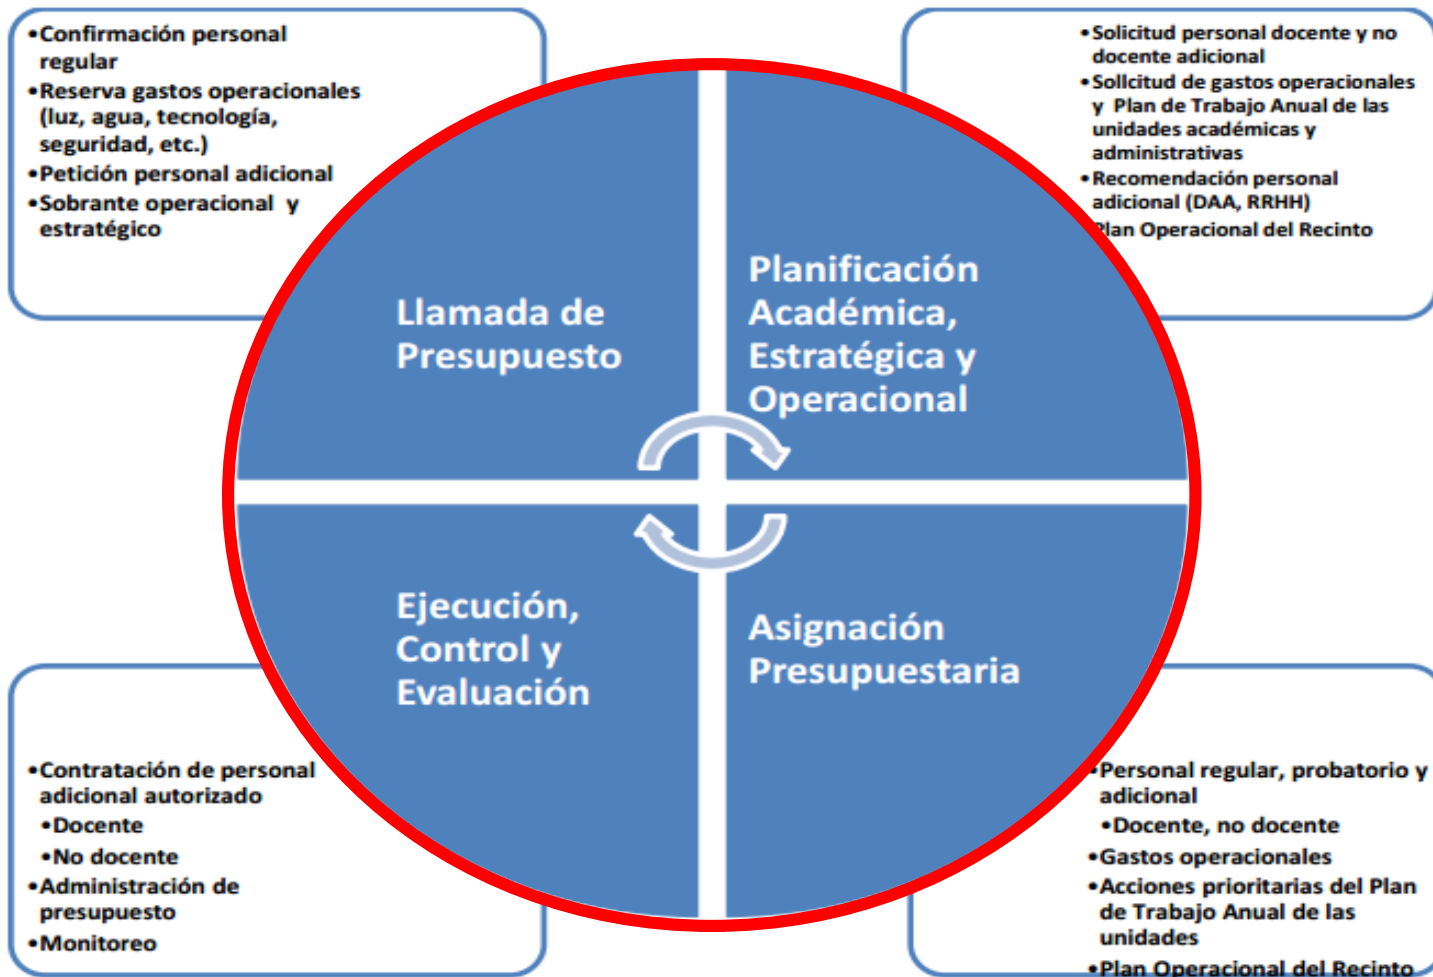 •Confirmación personal
regular
•Reserva gastos operacionales
(luz, agua, tecnología,
seguridad, etc.)
•Petición personal adicional
•Sobrante operacional y
estratégico
•Solicitud personal docente y no
docente adicional
•Sollcitud de gastos operacionales
y Plan de Trabajo Anual de las
unidades académicas y
administrativas
•Recomendación personal
adicional (DAA, RRHH)
Plan Operacional del Recinto
Llamada de
Presupuesto
Planificación
Académica,
Estratégica y
Operacional
Ejecución,
Control y
Evaluación
Asignación
Presupuestaria
•Contratación de personal
adicional autorizado
•Docente
•No docente
•Administración de
presupuesto
•Monitoreo
•Personal regular, probatorio y
adicional
•Docente, no docente
•Gastos operacionales
•Acciones prioritarias del Plan
de Trabajo Anual de las
unidades
•Plan Operacional del Recinto